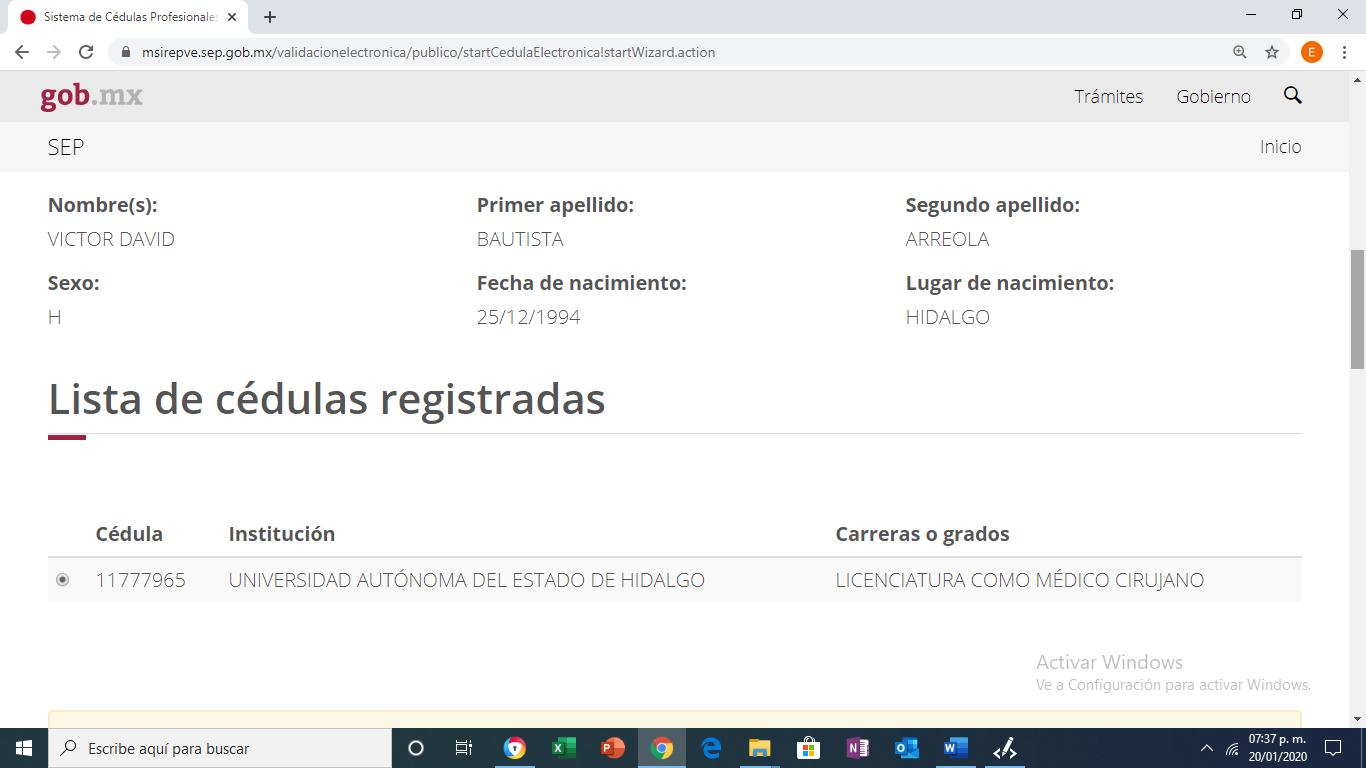 Sistema de Cédulas Profesionales
msirepve.sep.gob.mx/validacionelectronica/publico/startCedulaElectronica!startWizard.action
E
gob.mx
Trámites Gobierno
SEP
Inicio
Nombre(s): Primer apellido: Segundo apellido:
VICTOR DAVID BAUTISTA ARREOLA
Sexo: Fecha de nacimiento: Lugar de nacimiento:
H 25/12/1994 HIDALGO
Lista de cédulas registradas
Cédula Institución Carreras o grados
11777965 UNIVERSIDAD AUTÓNOMA DEL ESTADO DE HIDALGO LICENCIATURA COMO MÉDICO CIRUJANO
Activar Windows
Ve a Configuración para activar Windows.
Escribe aquí para buscar
07:37 p. m.
20/01/2020